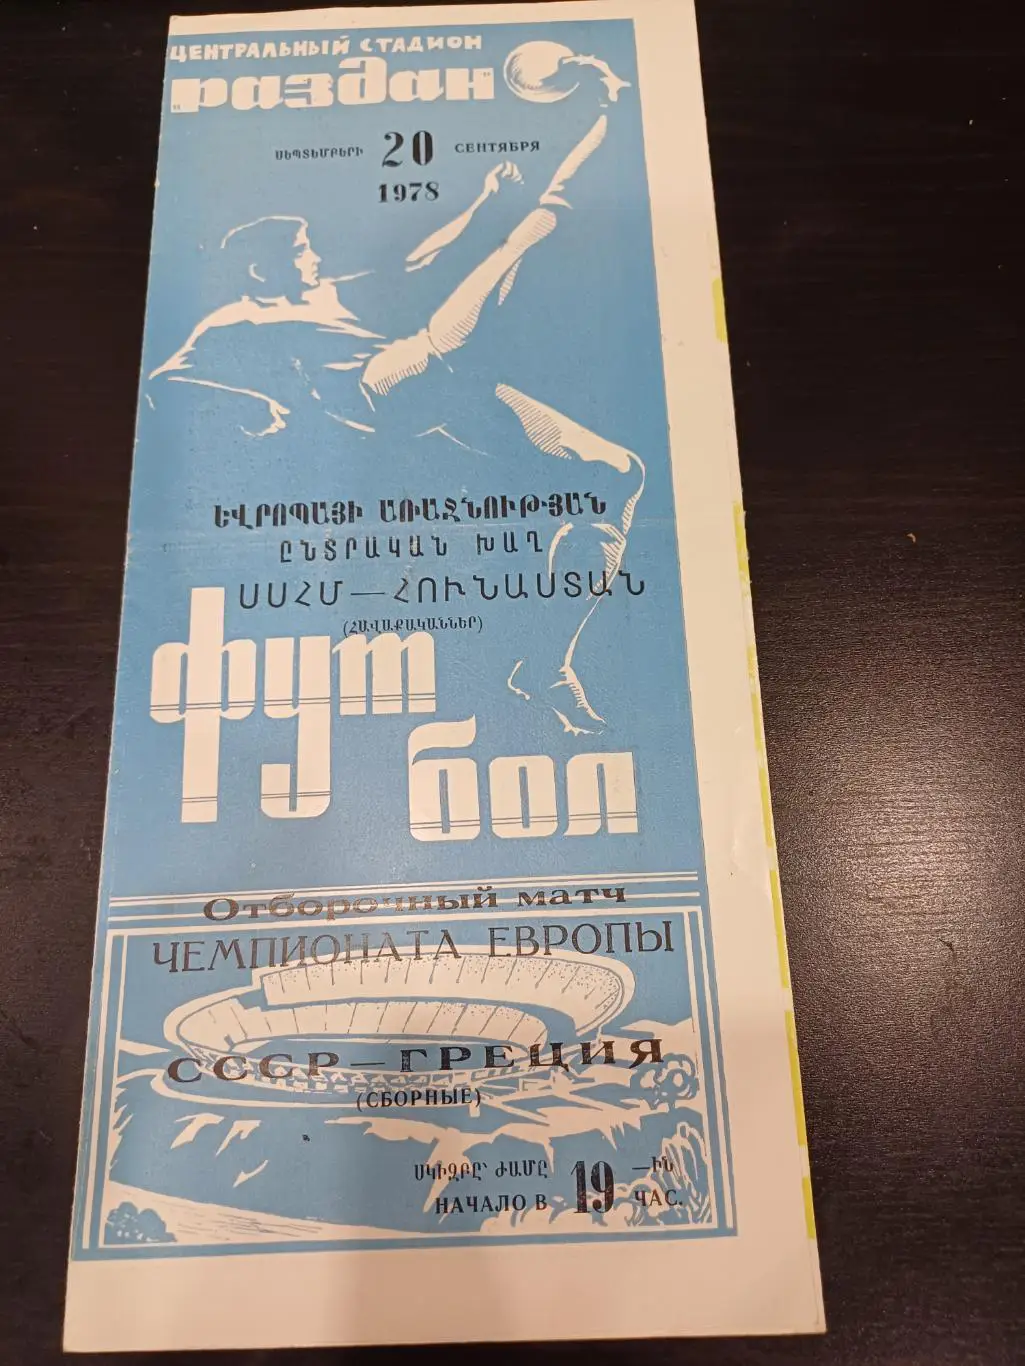 ЦЕНТРАЛЬНЫЙ СТАДИОН
„раздан“
ՍԵՊՏԵՄԲԵՐԻ 20 СЕНТЯБРЯ
1978
ԵՎՐՈՊԱՅԻ ԱՌԱՋՆՈՒԹՅԱՆ
ԸՆՏՐԱԿԱՆ ԽԱՂ
ՍՍՀՄ—ՀՈՒՆԱՍՏԱՆ
(ՀԱՎԱՔԱԿԱՆՆԵՐ)
фут
бол
Отборочный матч
ЧЕМПИОНАТА ЕВРОПЫ
СССР—ГРЕЦИЯ
(СБОРНЫЕ)
ՍԿԻԶԲԸ՝ ԺԱՄԸ 19—ԻՆ
НАЧАЛО В 19 ЧАС.